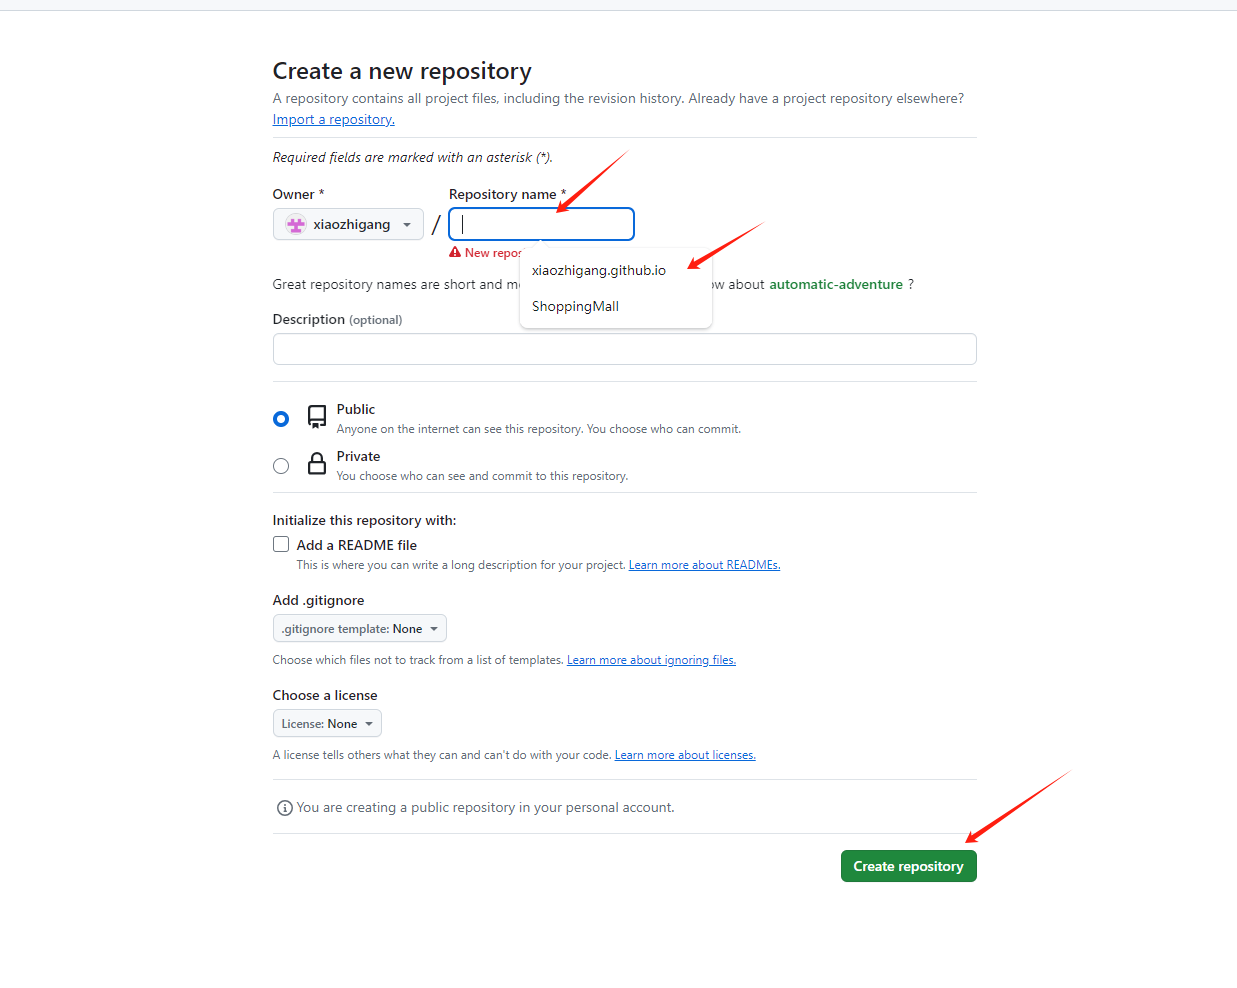 Create a new repository
A repository contains all project files, including the revision history. Already have a project repository elsewhere?
Import a repository.
Required fields are marked with an asterisk (*).
Owner *
Repository name *
xiaozhigang
/
New
xiaozhigang.github.io
ShoppingMall
Great repository names are short and about automatic-adventure ?
Description (optional)
Public
Anyone on the internet can see this repository. You choose who can commit.
Private
You choose who can see and commit to this repository.
Initialize this repository with:
Add a README file
This is where you can write a long description for your project. Learn more about READMEs.
Add .gitignore
.gitignore template: None
Choose which files not to track from a list of templates. Learn more about ignoring files.
Choose a license
License: None
A license tells others what they can and can't do with your code. Learn more about licenses.
You are creating a public repository in your personal account.
Create repository